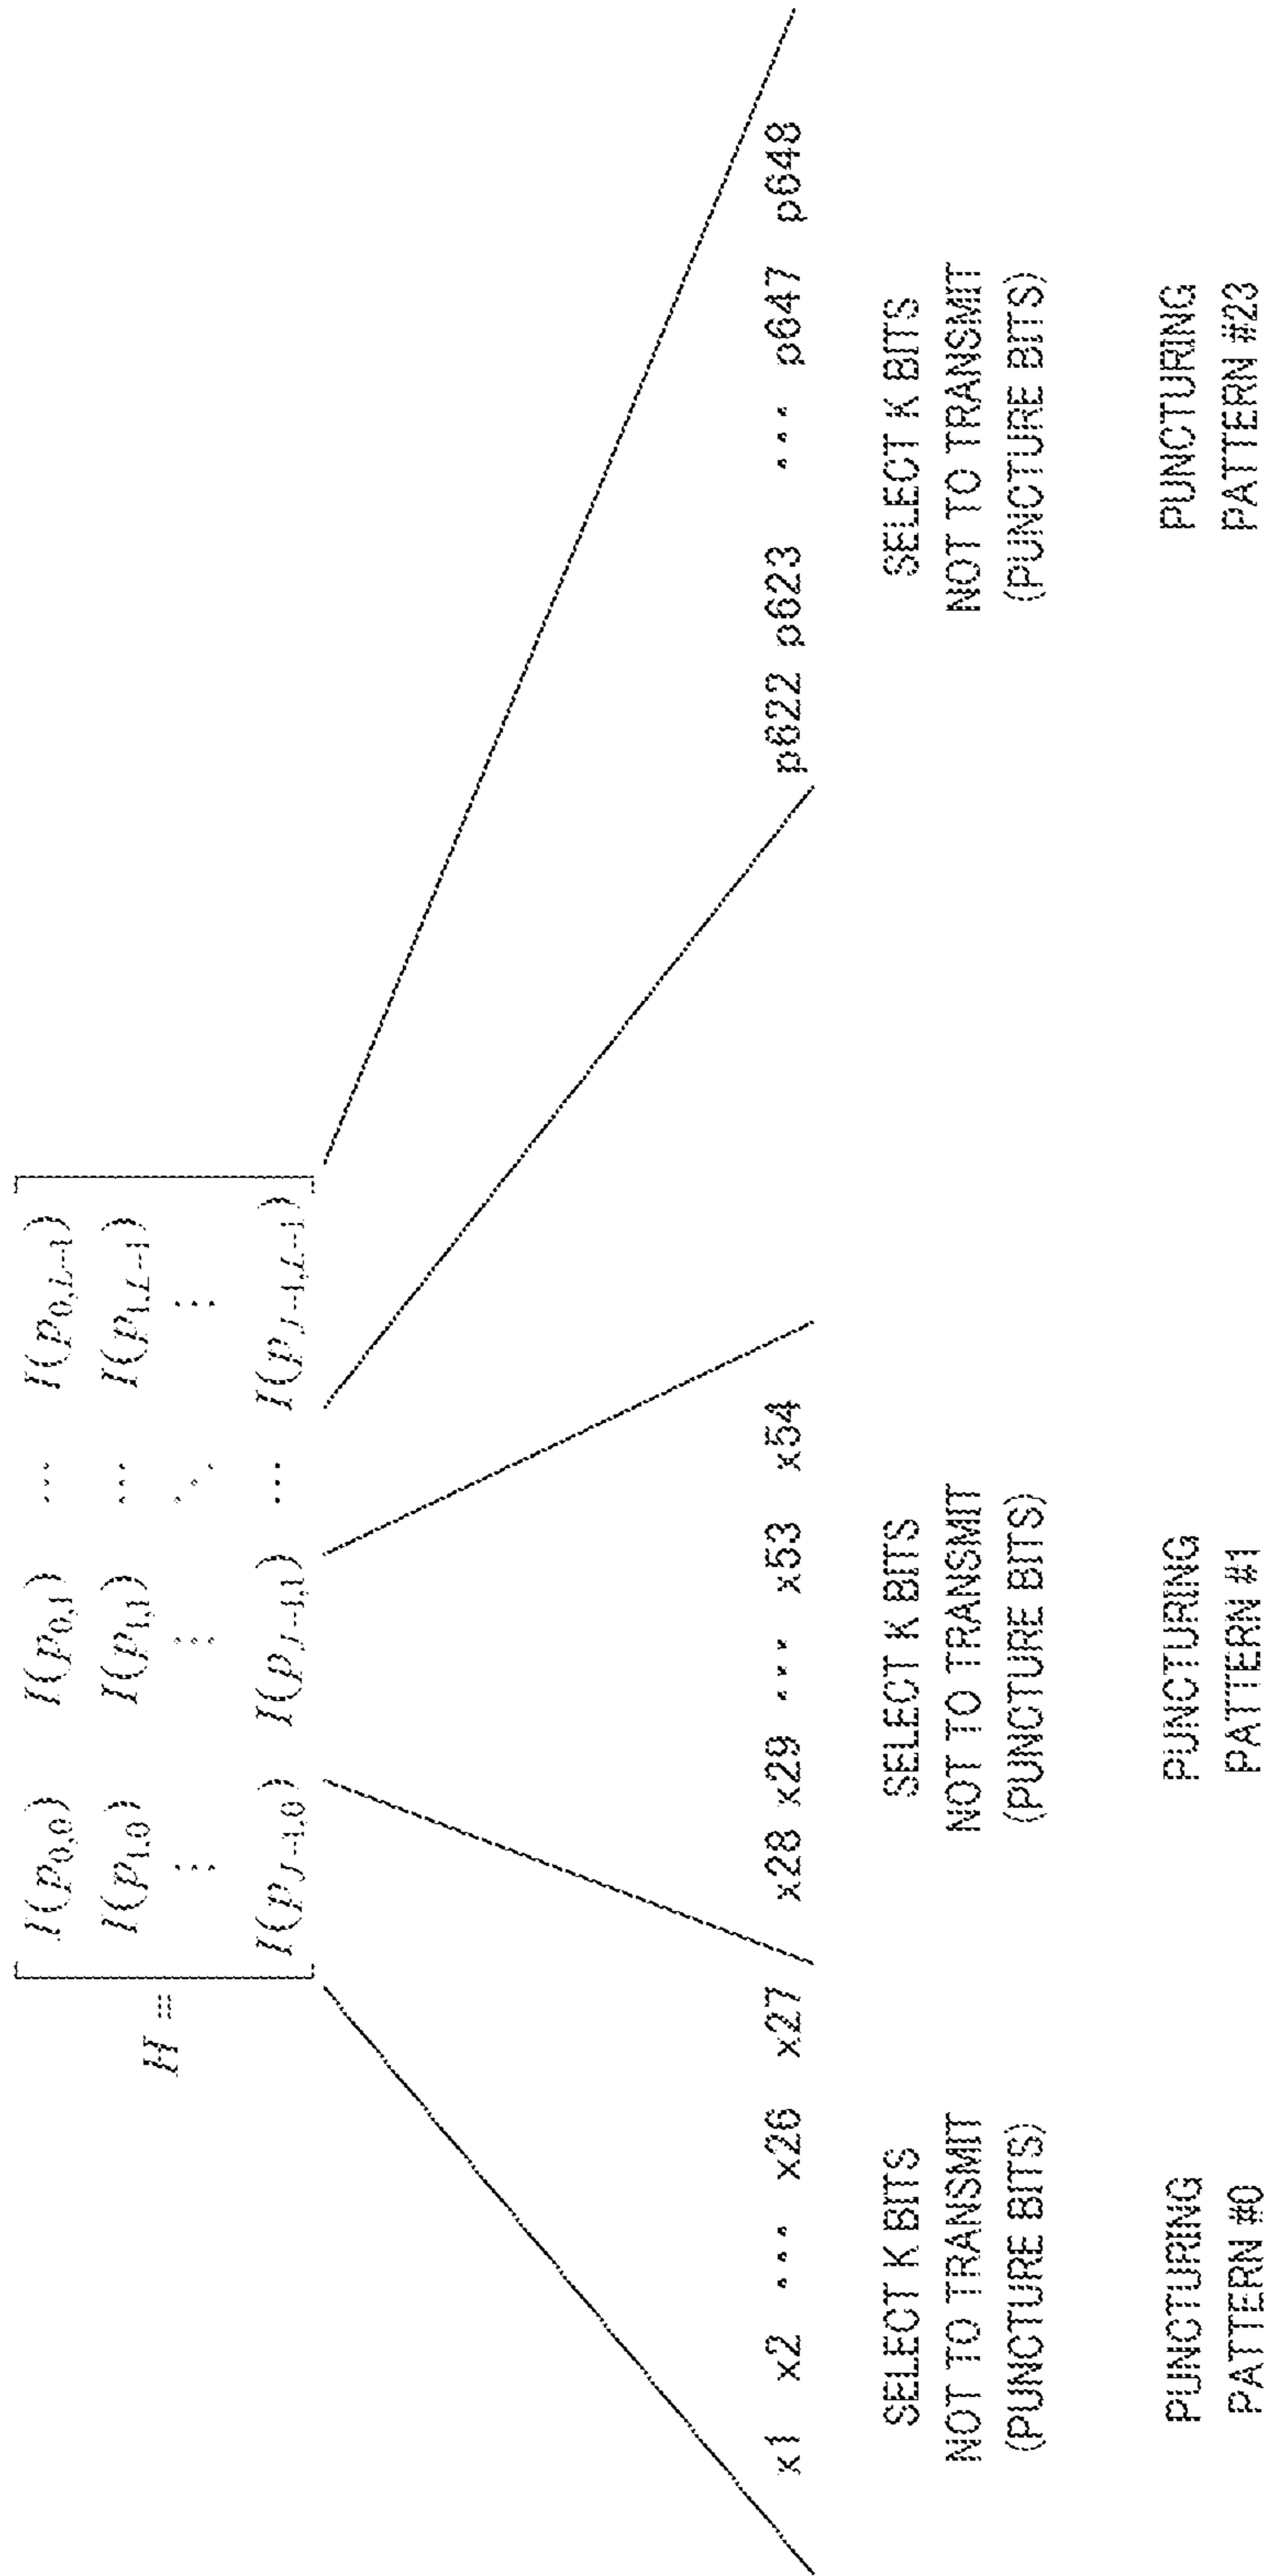 H =
I(p0,0) I(p0,1) ··· I(p0,L−1)
I(p1,0) I(p1,1) ··· I(p1,L−1)
⋮ ⋮ ⋱ ⋮
I(pJ−1,0) I(pJ−1,1) ··· I(pJ−1,L−1)
x1 x2 ··· x26 x27 x28 x29 ··· x53 x54 p622 p623 ··· p647 p648
SELECT K BITS
NOT TO TRANSMIT
(PUNCTURE BITS)
SELECT K BITS
NOT TO TRANSMIT
(PUNCTURE BITS)
SELECT K BITS
NOT TO TRANSMIT
(PUNCTURE BITS)
PUNCTURING
PATTERN #0
PUNCTURING
PATTERN #1
PUNCTURING
PATTERN #23